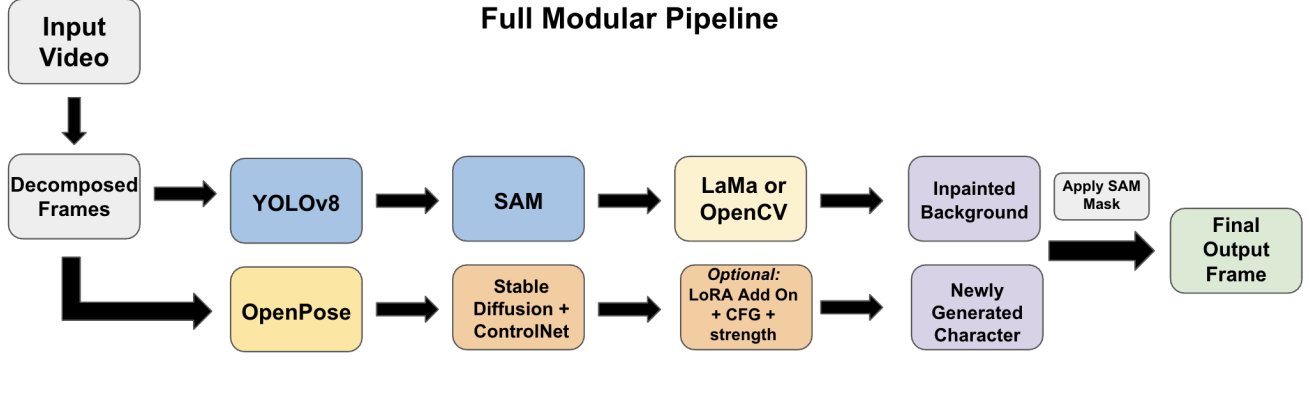 Full Modular Pipeline
Input
Video
Decomposed
Frames
YOLOv8
SAM
LaMa or
OpenCV
Inpainted
Background
Apply SAM
Mask
Final
Output
Frame
OpenPose
Stable
Diffusion +
ControlNet
Optional:
LoRA Add On
+ CFG +
strength
Newly
Generated
Character